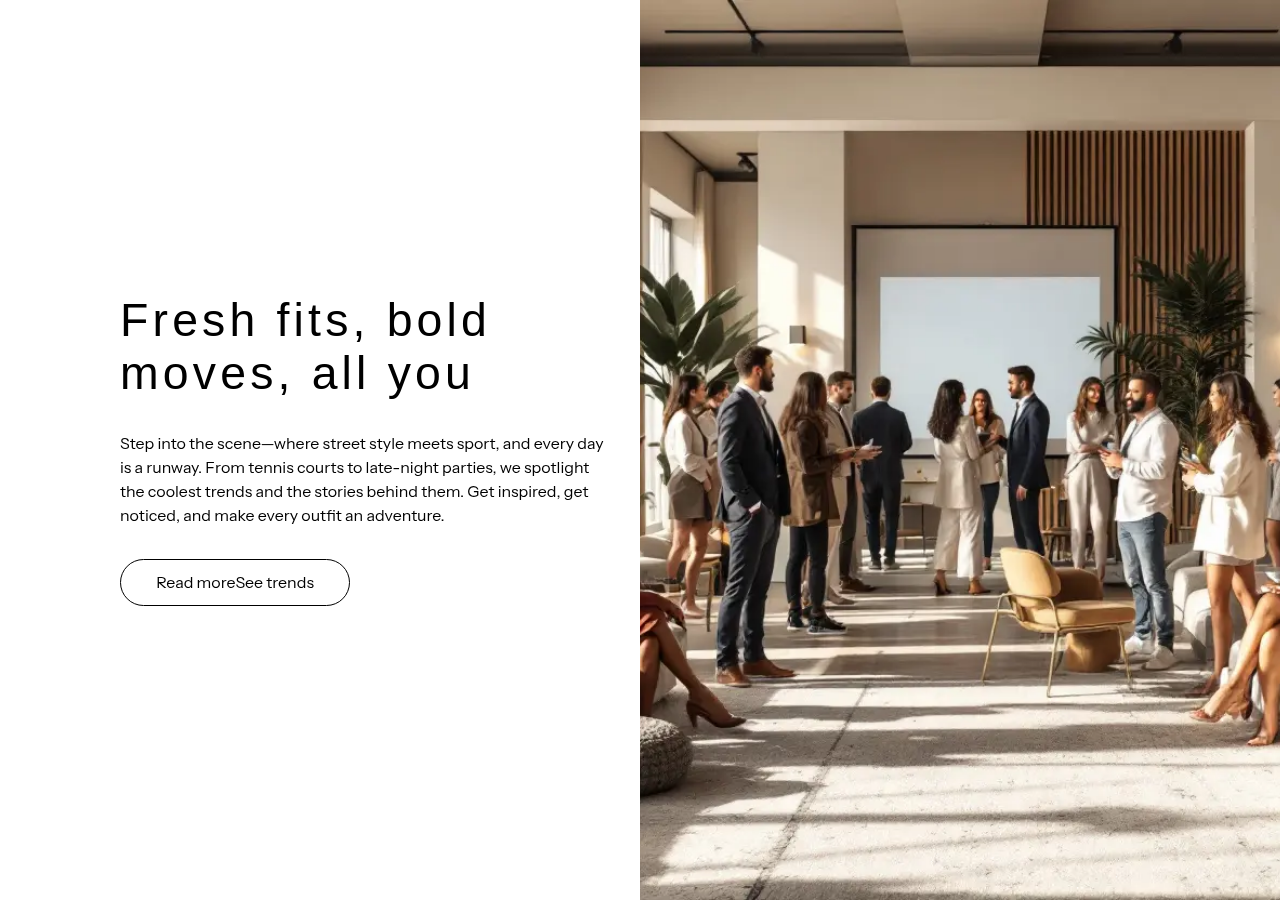 Fresh fits, bold
moves, all you
Step into the scene—where street style meets sport, and every day
is a runway. From tennis courts to late-night parties, we spotlight
the coolest trends and the stories behind them. Get inspired, get
noticed, and make every outfit an adventure.
Read moreSee trends